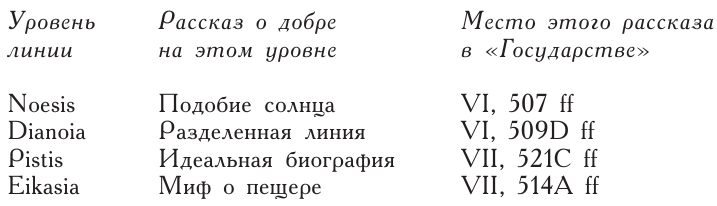 Уровень Рассказ о добре Место этого рассказа
линии на этом уровне в «Государстве»
Noesis Подобие солнца VI, 507 ff
Dianoia Разделенная линия VI, 509D ff
Pistis Идеальная биография VII, 521C ff
Eikasia Миф о пещере VII, 514A ff